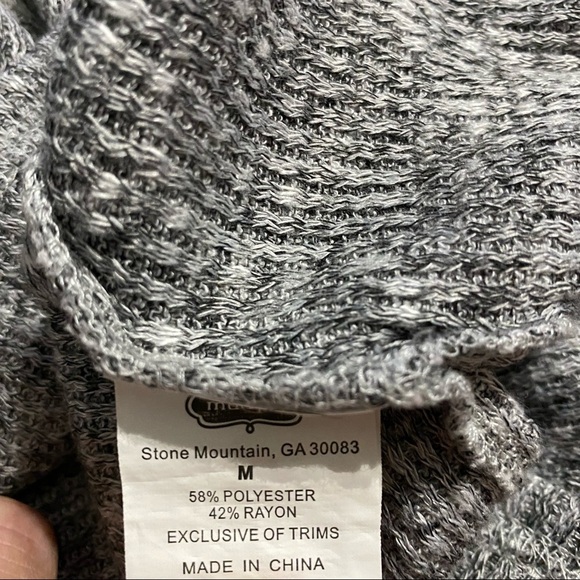 Stone Mountain, GA 30083
M
58% POLYESTER
42% RAYON
EXCLUSIVE OF TRIMS
MADE IN CHINA